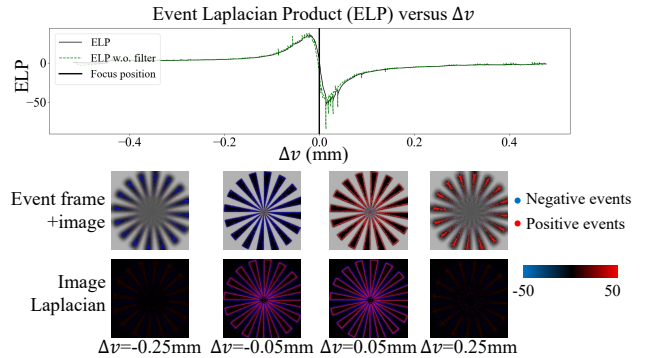 Event Laplacian Product (ELP) versus Δv
ELP
ELP w.o. filter
Focus position
ELP
0
−50
−0.4
−0.2
0.0
0.2
0.4
Δv (mm)
Event frame
+image
Negative events
Positive events
Image
Laplacian
-50
50
Δv=-0.25mm
Δv=-0.05mm
Δv=0.05mm
Δv=0.25mm